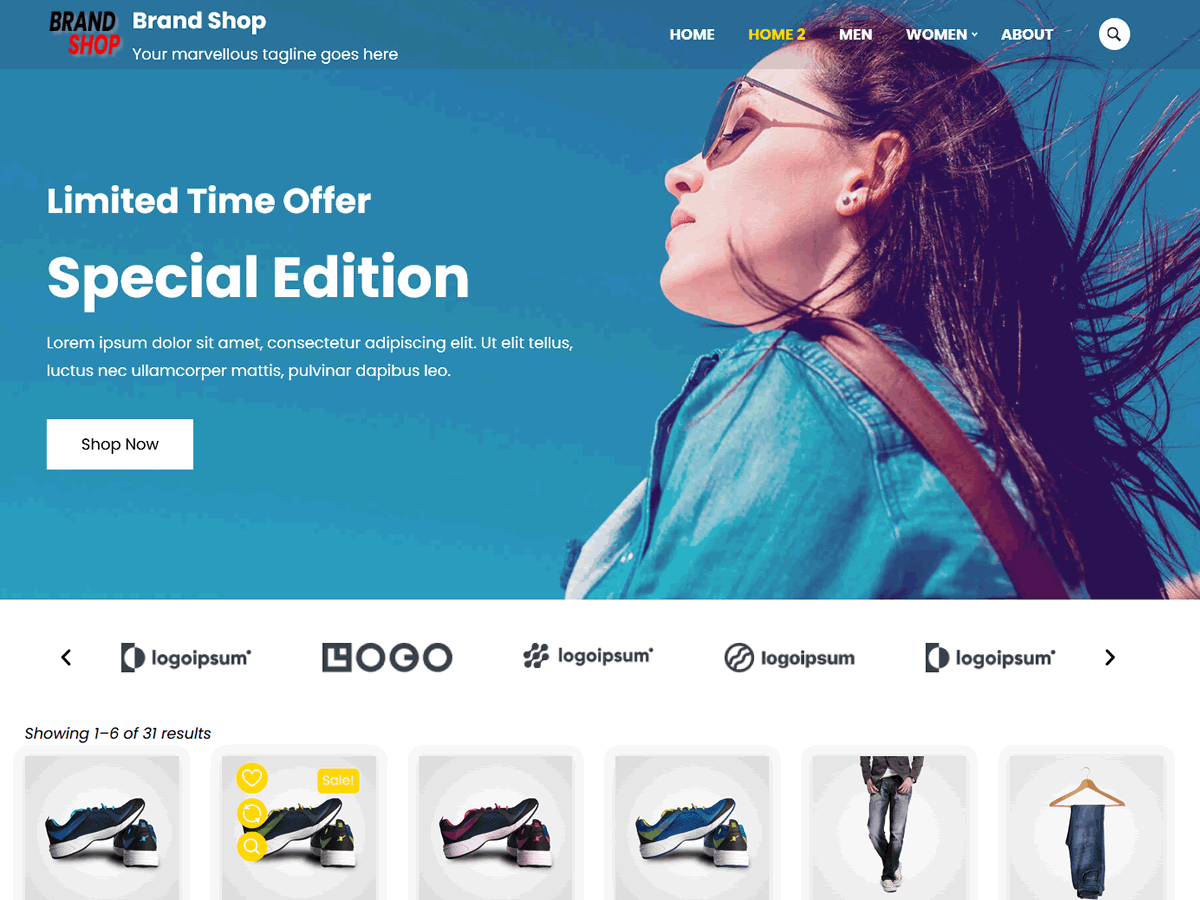 BRAND
SHOP
Brand Shop
Your marvellous tagline goes here
HOME
HOME 2
MEN
WOMEN
ABOUT
Limited Time Offer
Special Edition
Lorem ipsum dolor sit amet, consectetur adipiscing elit. Ut elit tellus,
luctus nec ullamcorper mattis, pulvinar dapibus leo.
Shop Now
logoipsum
LOGO
logoipsum
logoipsum
logoipsum
Showing 1–6 of 31 results
Sale!